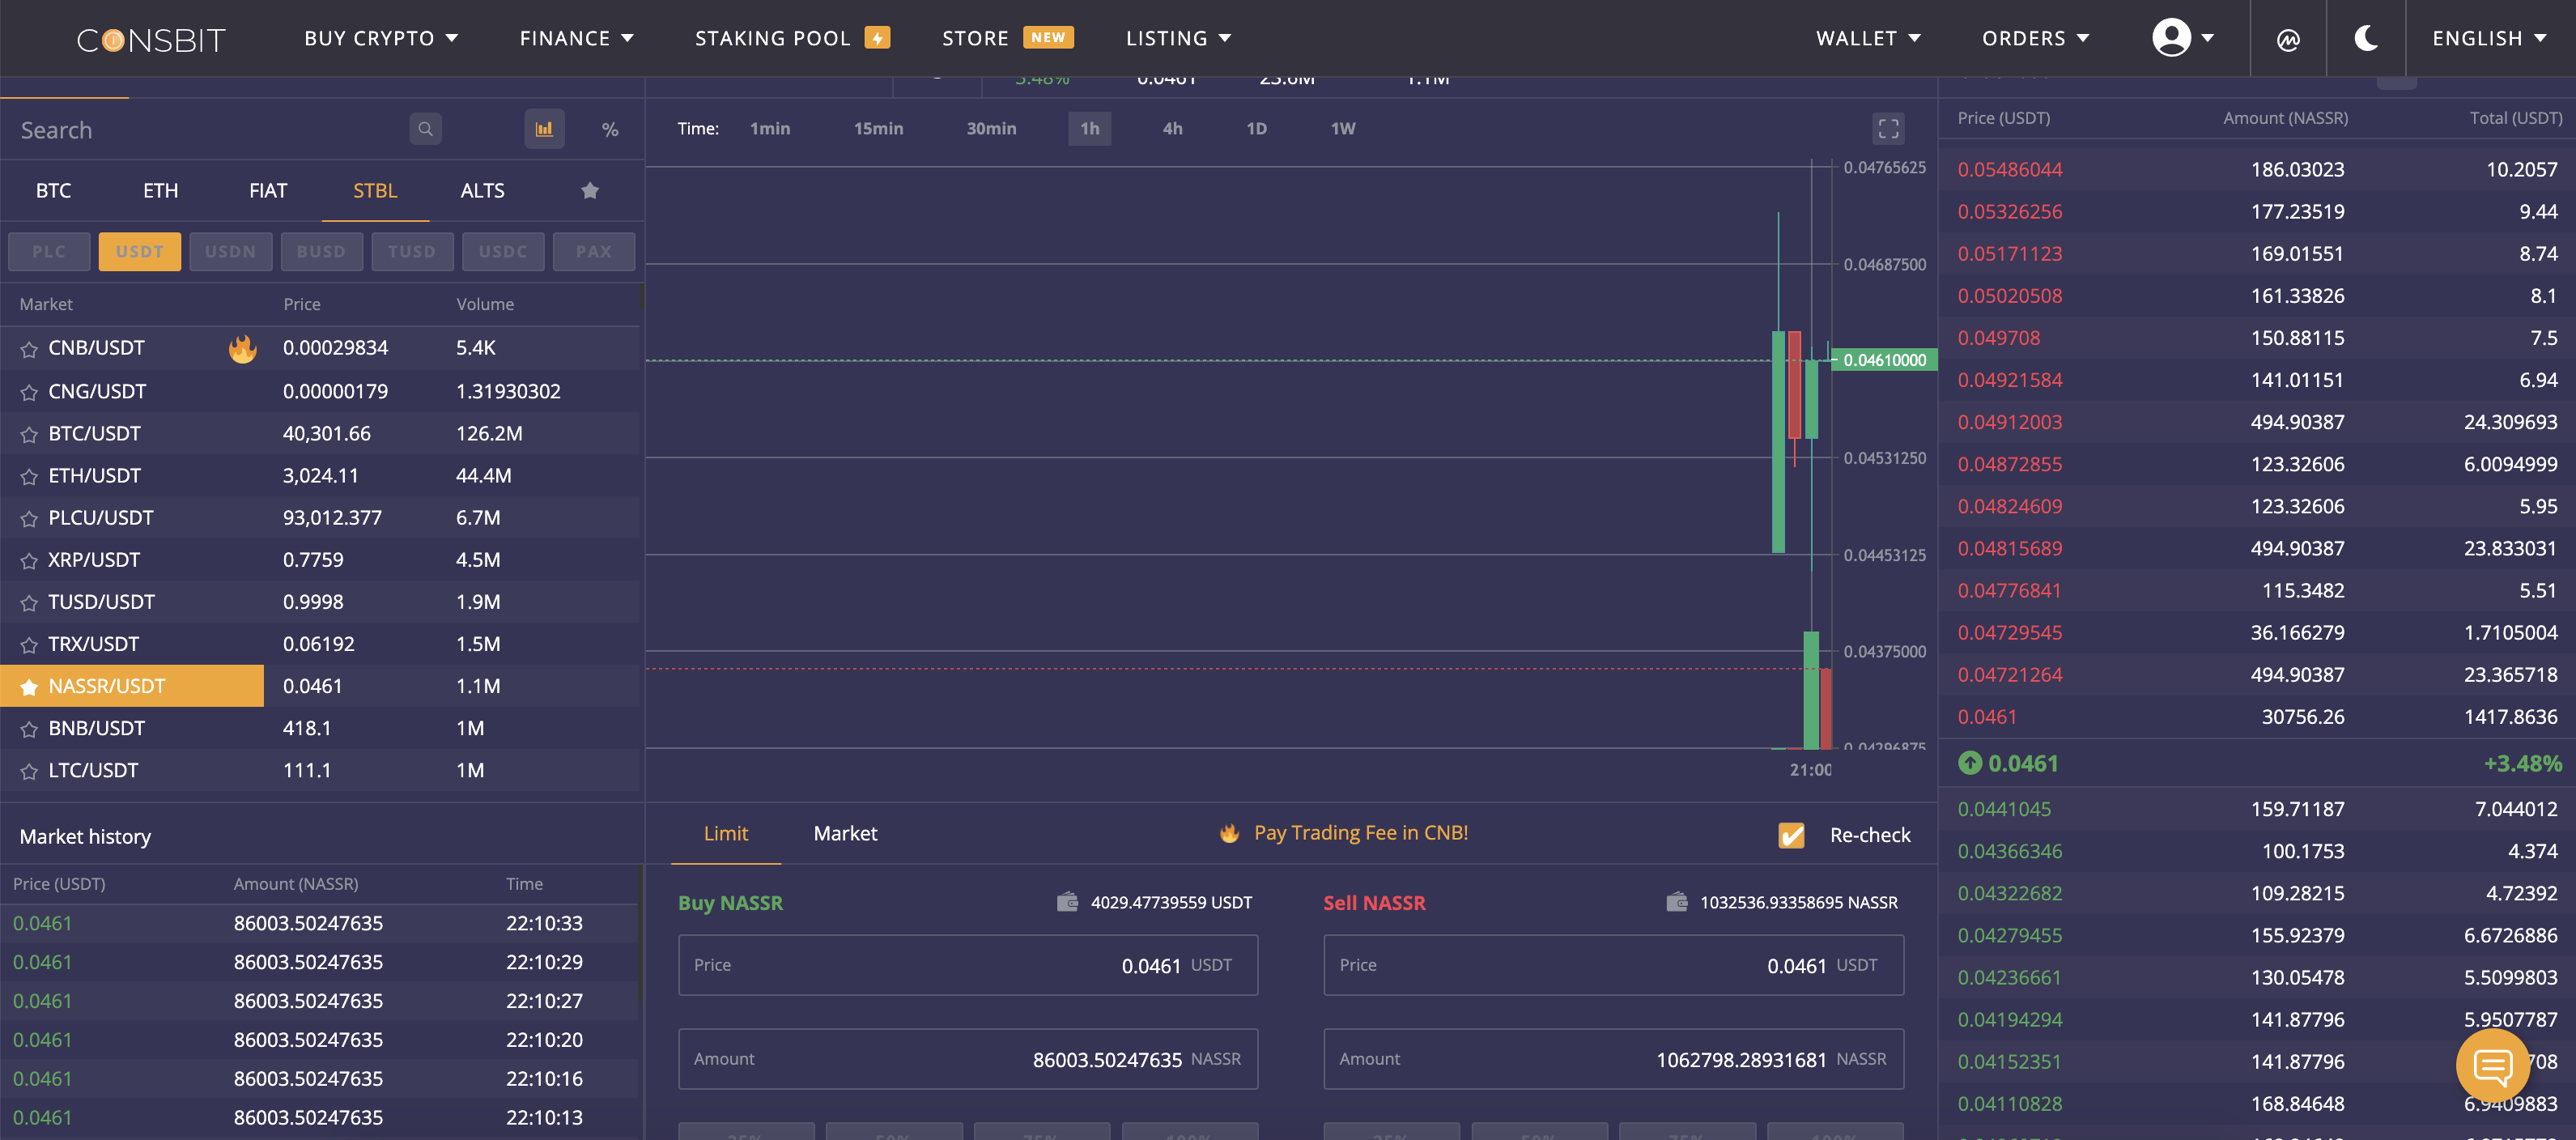 CONSBIT BUY CRYPTO FINANCE STAKING POOL STORE NEW LISTING WALLET ORDERS ENGLISH
3.48% 0.0461 23.6M 1.1M
Search %
BTC ETH FIAT STBL ALTS
PLC USDT USDN BUSD TUSD USDC PAX
Market Price Volume
CNB/USDT 0.00029834 5.4K
CNG/USDT 0.00000179 1.31930302
BTC/USDT 40,301.66 126.2M
ETH/USDT 3,024.11 44.4M
PLCU/USDT 93,012.377 6.7M
XRP/USDT 0.7759 4.5M
TUSD/USDT 0.9998 1.9M
TRX/USDT 0.06192 1.5M
NASSR/USDT 0.0461 1.1M
BNB/USDT 418.1 1M
LTC/USDT 111.1 1M
Market history
Price (USDT) Amount (NASSR) Time
0.0461 86003.50247635 22:10:33
0.0461 86003.50247635 22:10:29
0.0461 86003.50247635 22:10:27
0.0461 86003.50247635 22:10:20
0.0461 86003.50247635 22:10:16
0.0461 86003.50247635 22:10:13
Time: 1min 15min 30min 1h 4h 1D 1W
0.04765625
0.04687500
0.04610000
0.04531250
0.04453125
0.04375000
0.04296875
21:00
Limit Market Pay Trading Fee in CNB! Re-check
Buy NASSR 4029.47739559 USDT
Price 0.0461 USDT
Amount 86003.50247635 NASSR
25% 50% 75% 100%
Sell NASSR 1032536.93358695 NASSR
Price 0.0461 USDT
Amount 1062798.28931681 NASSR
25% 50% 75% 100%
Price (USDT) Amount (NASSR) Total (USDT)
0.05486044 186.03023 10.2057
0.05326256 177.23519 9.44
0.05171123 169.01551 8.74
0.05020508 161.33826 8.1
0.049708 150.88115 7.5
0.04921584 141.01151 6.94
0.04912003 494.90387 24.309693
0.04872855 123.32606 6.0094999
0.04824609 123.32606 5.95
0.04815689 494.90387 23.833031
0.04776841 115.3482 5.51
0.04729545 36.166279 1.7105004
0.04721264 494.90387 23.365718
0.0461 30756.26 1417.8636
0.0461 +3.48%
0.0441045 159.71187 7.044012
0.04366346 100.1753 4.374
0.04322682 109.28215 4.72392
0.04279455 155.92379 6.6726886
0.04236661 130.05478 5.5099803
0.04194294 141.87796 5.9507787
0.04152351 141.87796 708
0.04110828 168.84648 6.9409883